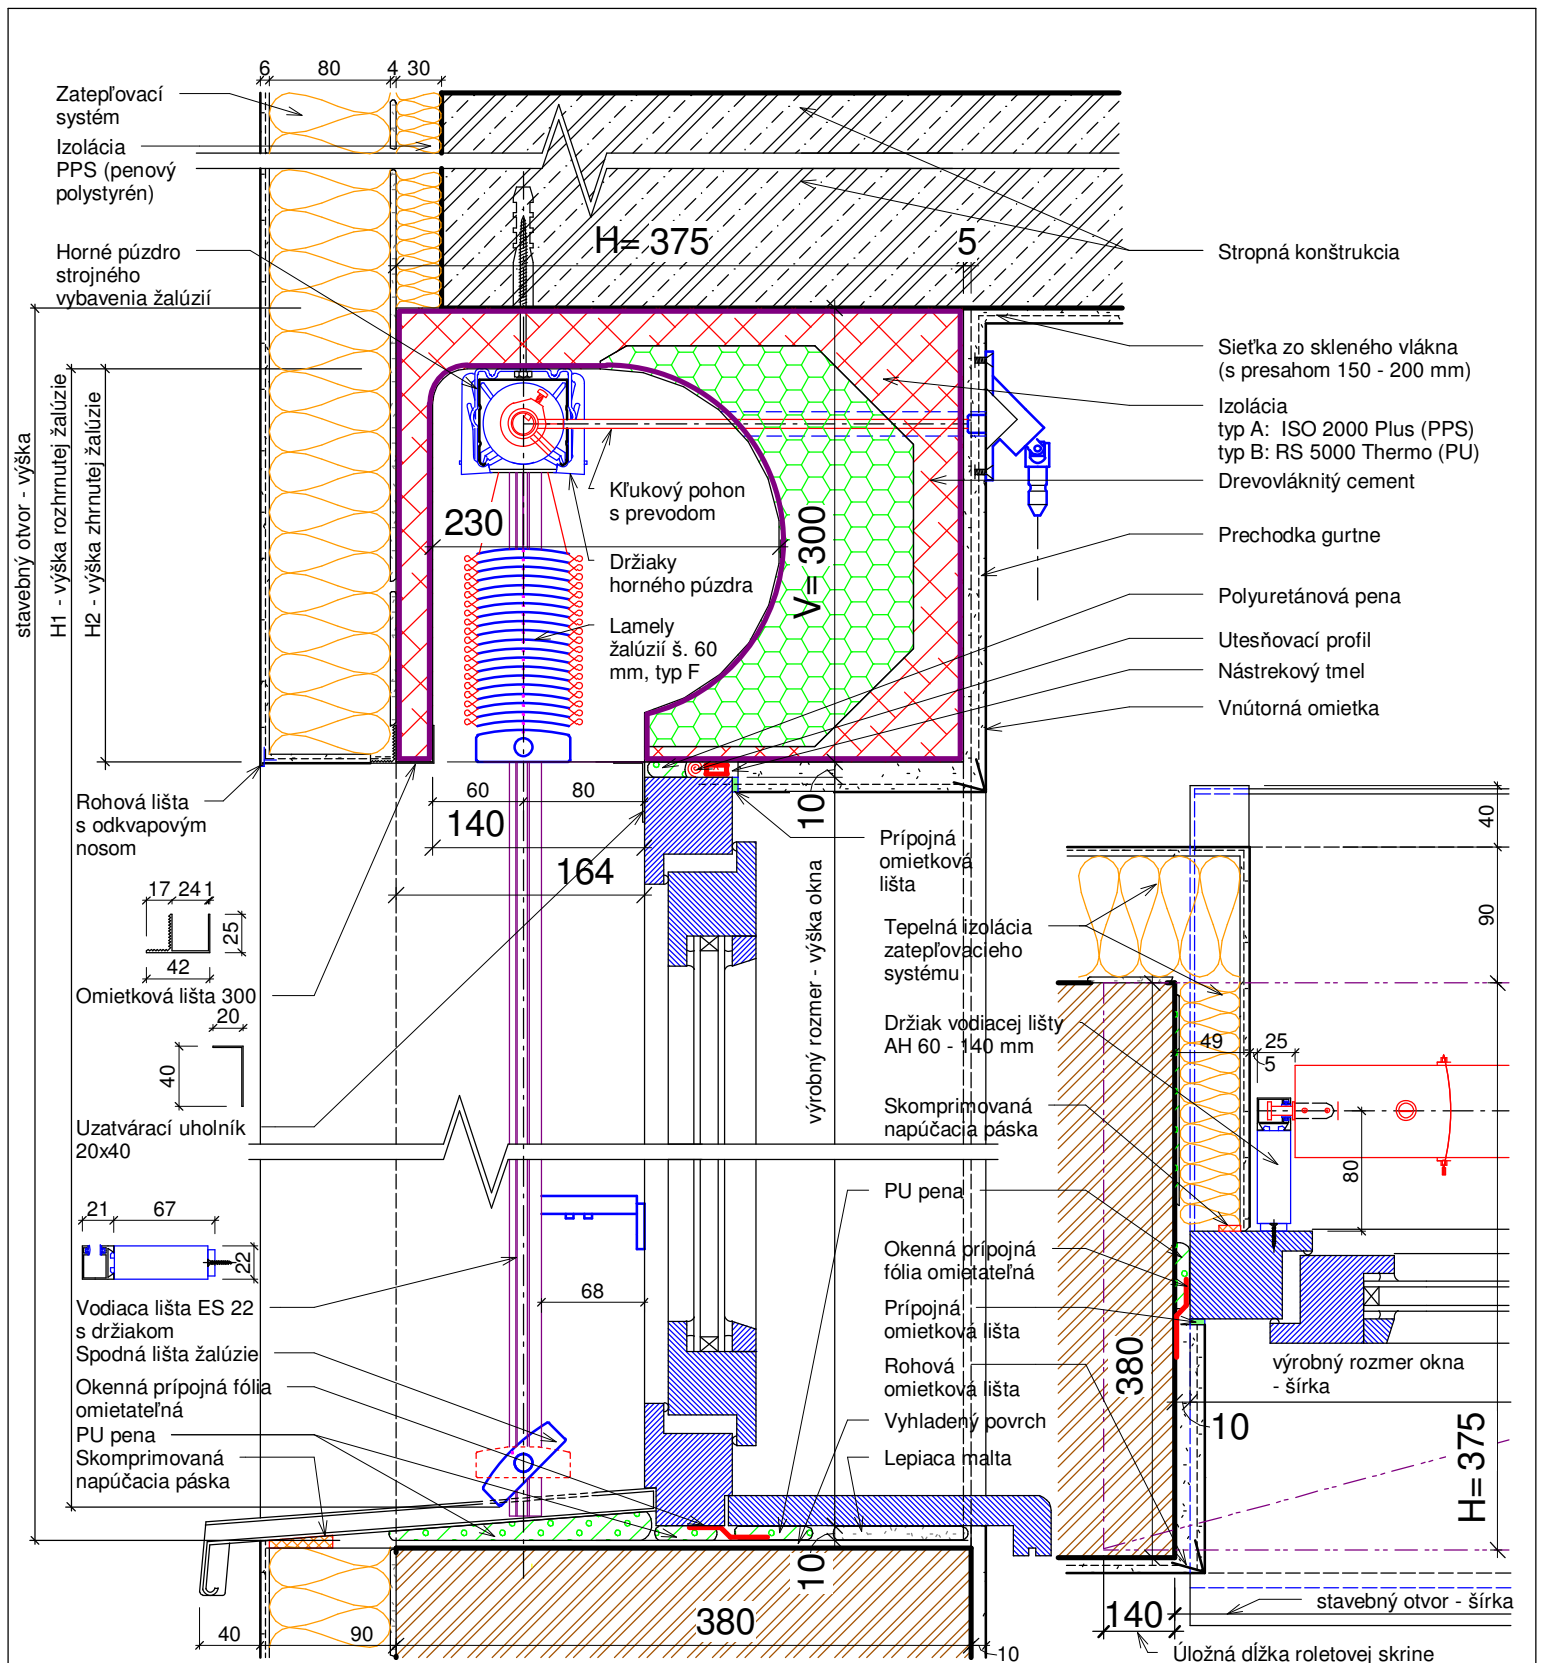 6
80
4
30
Zatepľovací
systém
Izolácia
PPS (penový
polystyrén)
Horné púzdro
strojného
vybavenia žalúzií
H= 375
5
Stropná konštrukcia
Sieťka zo skleného vlákna
(s presahom 150 - 200 mm)
Izolácia
typ A:  ISO 2000 Plus (PPS)
typ B: RS 5000 Thermo (PU)
Drevovláknitý cement
Prechodka gurtne
Polyuretánová pena
Utesňovací profil
Nástrekový tmel
Vnútorná omietka
stavebný otvor - výška
H1 - výška rozhrnutej žalúzie
H2 - výška zhrnutej žalúzie
Kľukový pohon
s prevodom
230
Držiaky
horného púzdra
V= 300
Lamely
žalúzií š. 60
mm, typ F
60
80
140
164
10
Rohová lišta
s odkvapovým
nosom
17
24
1
25
42
Omietková lišta 300
20
40
Uzatvárací uholník
20x40
21
67
22
Vodiaca lišta ES 22
s držiakom
Spodná lišta žalúzie
Okenná prípojná fólia
omietateľná
PU pena
Skomprimovaná
napúčacia páska
výrobný rozmer - výška okna
68
Prípojná
omietková
lišta
Tepelná izolácia
zatepľovacieho
systému
Držiak vodiacej lišty
AH 60 - 140 mm
Skomprimovaná
napúčacia páska
PU pena
Okenná prípojná
fólia omietateľná
Prípojná
omietková lišta
Rohová
omietková lišta
Vyhladený povrch
Lepiaca malta
40
90
49
25
5
80
380
výrobný rozmer okna
- šírka
10
H= 375
140
stavebný otvor - šírka
Úložná dĺžka roletovej skrine
10
40
90
380
10